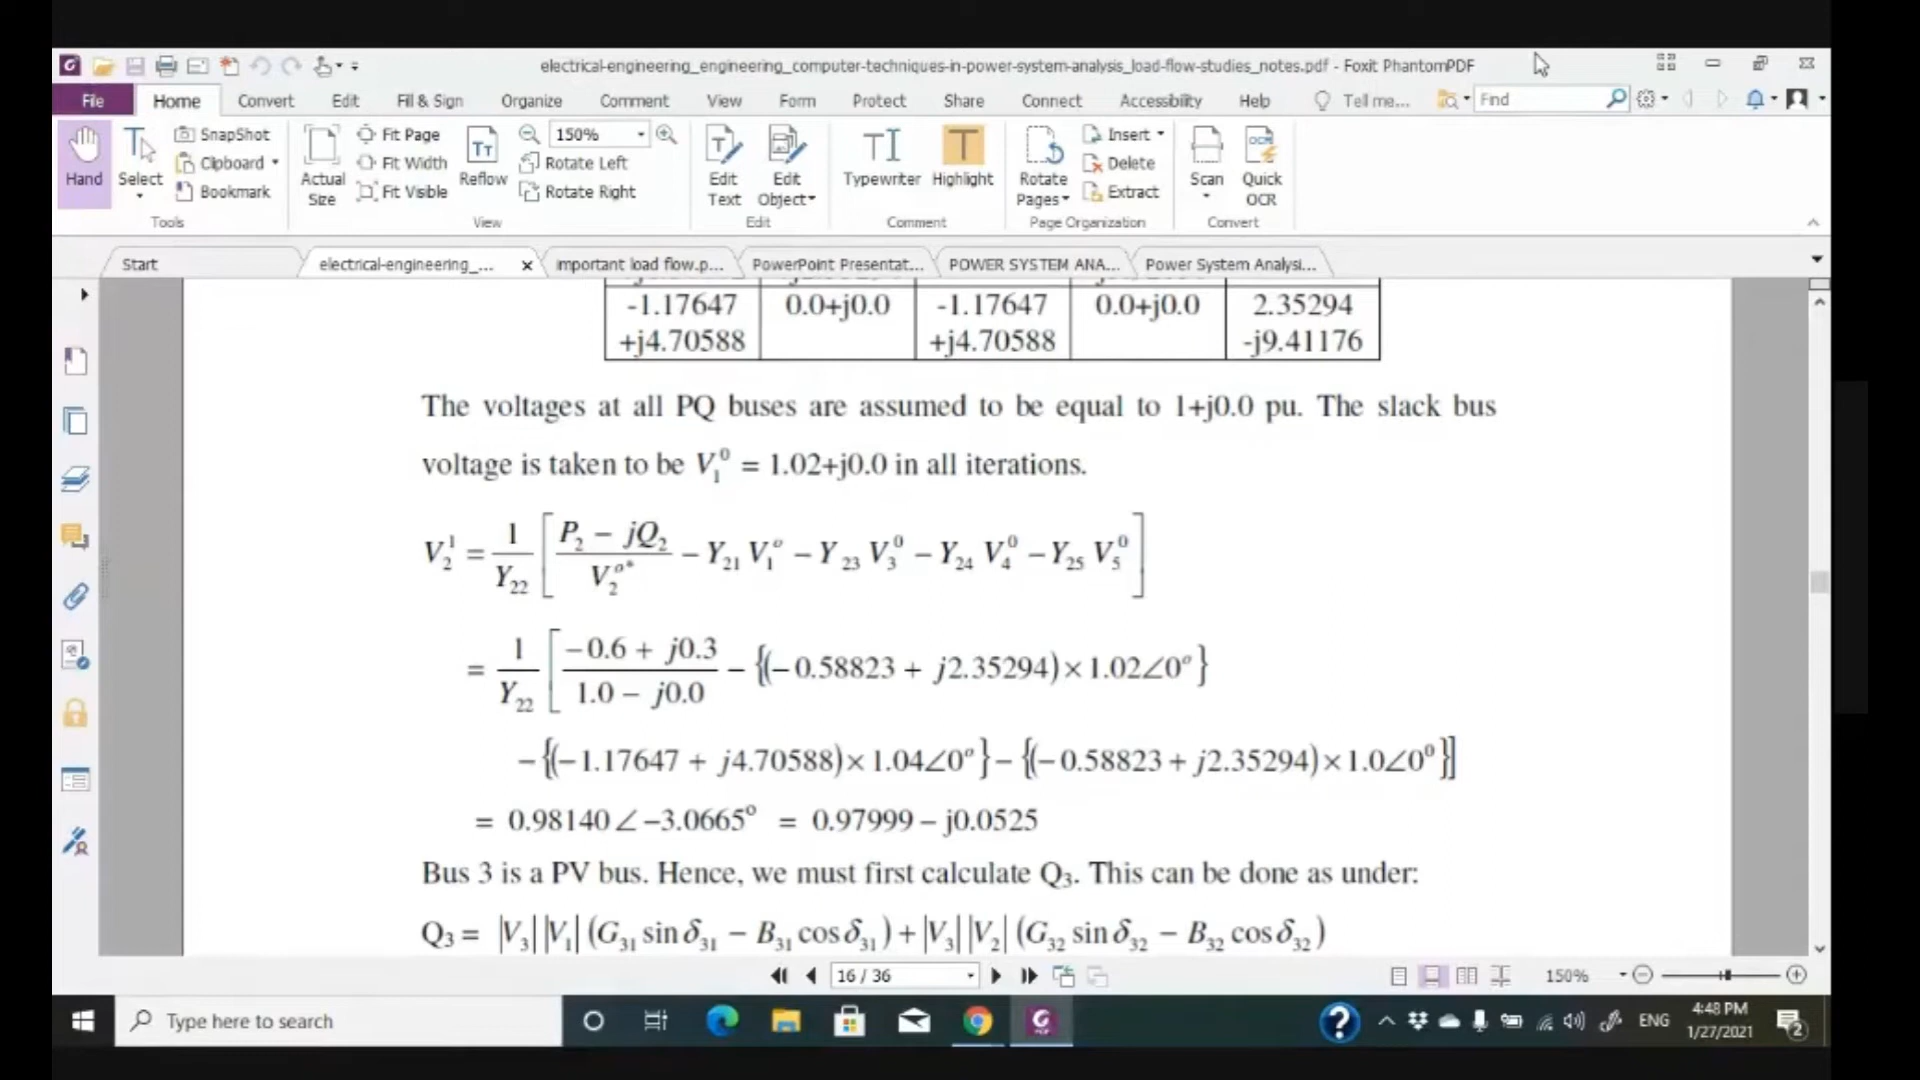 electrical-engineering_engineering_computer-techniques-in-power-system-analysis_load-flow-studies_notes.pdf - Foxit PhantomPDF
File Home Convert Edit Fill & Sign Organize Comment View Form Protect Share Connect Accessibility Help Tell me... Find
Hand Select SnapShot Clipboard Bookmark
Tools
Actual Size Fit Page Fit Width Fit Visible Reflow 150% Rotate Left Rotate Right
View
Edit Text Edit Object
Edit
Typewriter Highlight
Comment
Rotate Pages Insert Delete Extract
Page Organization
Scan Quick OCR
Convert
Start electrical-engineering_... important load flow.p... PowerPoint Presentat... POWER SYSTEM ANA... Power System Analysi...
-1.17647 0.0+j0.0 -1.17647 0.0+j0.0 2.35294
+j4.70588 +j4.70588 -j9.41176
The voltages at all PQ buses are assumed to be equal to 1+j0.0 pu. The slack bus
voltage is taken to be V₁⁰ = 1.02+j0.0 in all iterations.
V₂¹ = 1/Y₂₂ [ (P₂ − jQ₂)/V₂ᵒ* − Y₂₁ V₁ᵒ − Y₂₃ V₃⁰ − Y₂₄ V₄⁰ − Y₂₅ V₅⁰ ]
= 1/Y₂₂ [ (−0.6 + j0.3)/(1.0 − j0.0) − {(−0.58823 + j2.35294)×1.02∠0ᵒ}
− {(−1.17647 + j4.70588)×1.04∠0ᵒ} − {(−0.58823 + j2.35294)×1.0∠0⁰}]
= 0.98140∠−3.0665ᵒ = 0.97999 – j0.0525
Bus 3 is a PV bus. Hence, we must first calculate Q₃. This can be done as under:
Q₃ = |V₃||V₁|(G₃₁ sin δ₃₁ − B₃₁ cos δ₃₁) + |V₃||V₂|(G₃₂ sin δ₃₂ − B₃₂ cos δ₃₂)
16 / 36 150%
Type here to search
ENG
4:48 PM
1/27/2021
2